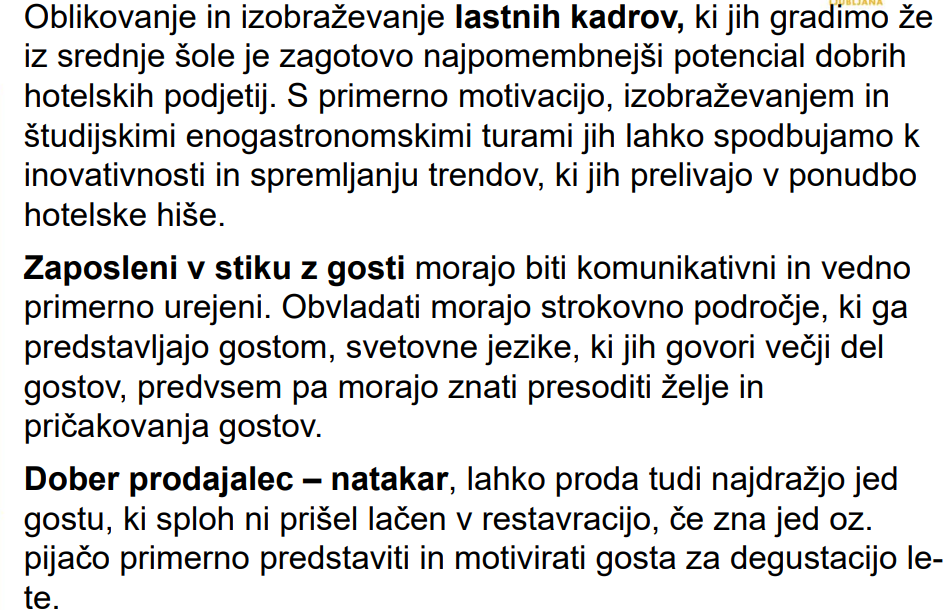 LJUBLJANA
Oblikovanje in izobraževanje lastnih kadrov, ki jih gradimo že
iz srednje šole je zagotovo najpomembnejši potencial dobrih
hotelskih podjetij. S primerno motivacijo, izobraževanjem in
študijskimi enogastronomskimi turami jih lahko spodbujamo k
inovativnosti in spremljanju trendov, ki jih prelivajo v ponudbo
hotelske hiše.
Zaposleni v stiku z gosti morajo biti komunikativni in vedno
primerno urejeni. Obvladati morajo strokovno področje, ki ga
predstavljajo gostom, svetovne jezike, ki jih govori večji del
gostov, predvsem pa morajo znati presoditi želje in
pričakovanja gostov.
Dober prodajalec – natakar, lahko proda tudi najdražjo jed
gostu, ki sploh ni prišel lačen v restavracijo, če zna jed oz.
pijačo primerno predstaviti in motivirati gosta za degustacijo le-
te.